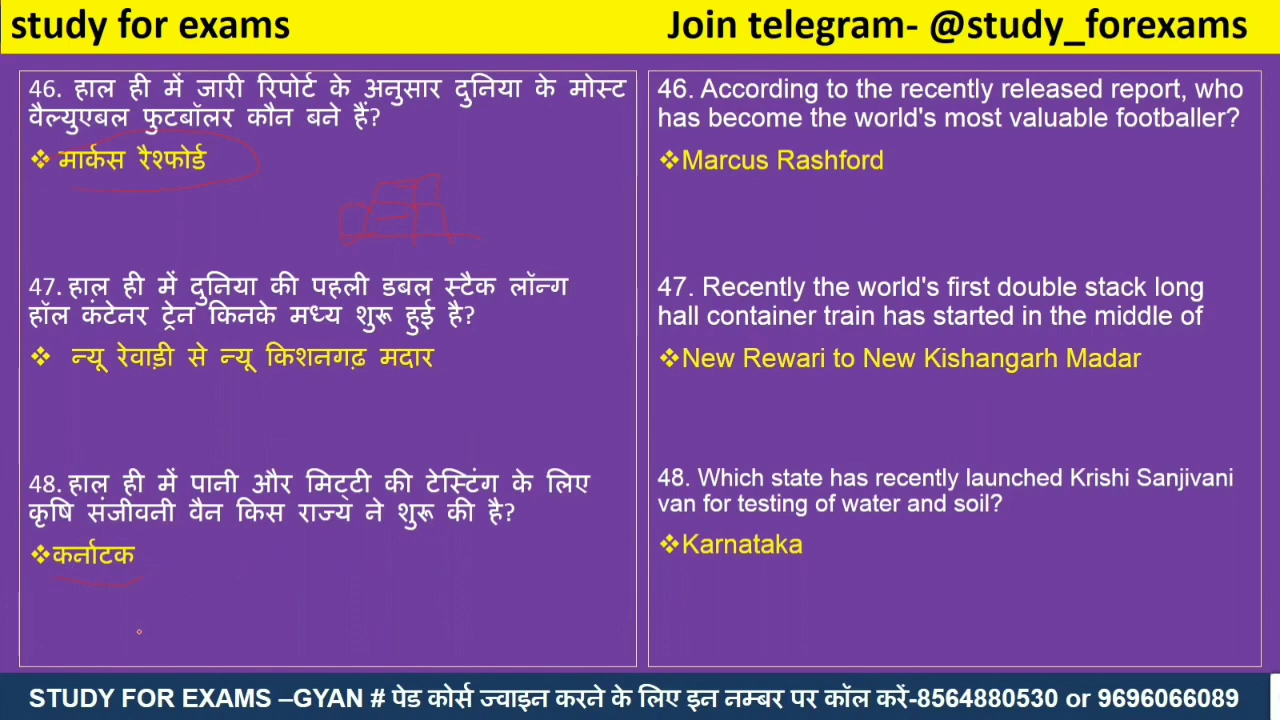 study for exams
Join telegram- @study_forexams
46. हाल ही में जारी रिपोर्ट के अनुसार दुनिया के मोस्ट
वैल्युएबल फुटबॉलर कौन बने हैं?
❖ मार्कस रैश्फोर्ड
47. हाल ही में दुनिया की पहली डबल स्टैक लॉन्ग
हॉल कंटेनर ट्रेन किनके मध्य शुरू हुई है?
❖ न्यू रेवाड़ी से न्यू किशनगढ़ मदार
48. हाल ही में पानी और मिट्टी की टेस्टिंग के लिए
कृषि संजीवनी वैन किस राज्य ने शुरू की है?
❖कर्नाटक
46. According to the recently released report, who
has become the world's most valuable footballer?
❖Marcus Rashford
47. Recently the world's first double stack long
hall container train has started in the middle of
❖New Rewari to New Kishangarh Madar
48. Which state has recently launched Krishi Sanjivani
van for testing of water and soil?
❖Karnataka
STUDY FOR EXAMS –GYAN # पेड कोर्स ज्वाइन करने के लिए इन नम्बर पर कॉल करें-8564880530 or 9696066089